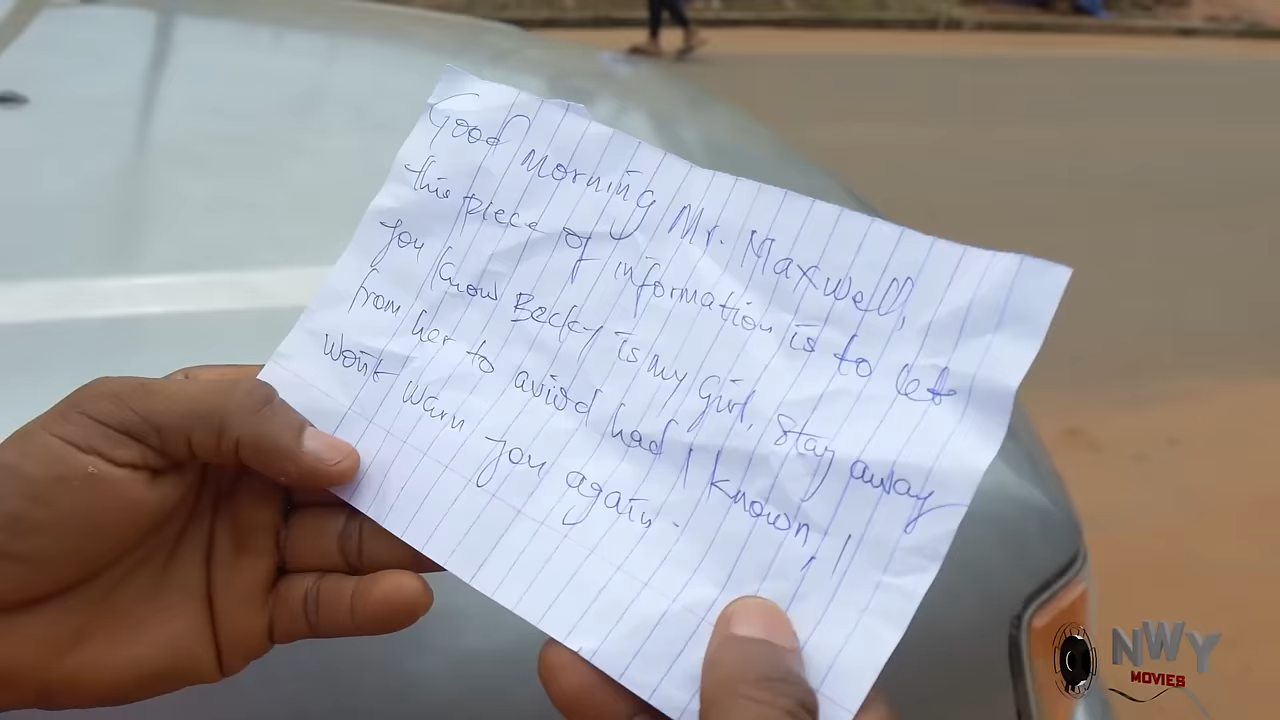 Good Morning Mr. Maxwell,
this piece of information is to let
you know Becky is my girl, stay away
from her to aviod had I known, I
wont warn you again.
NWY
MOVIES